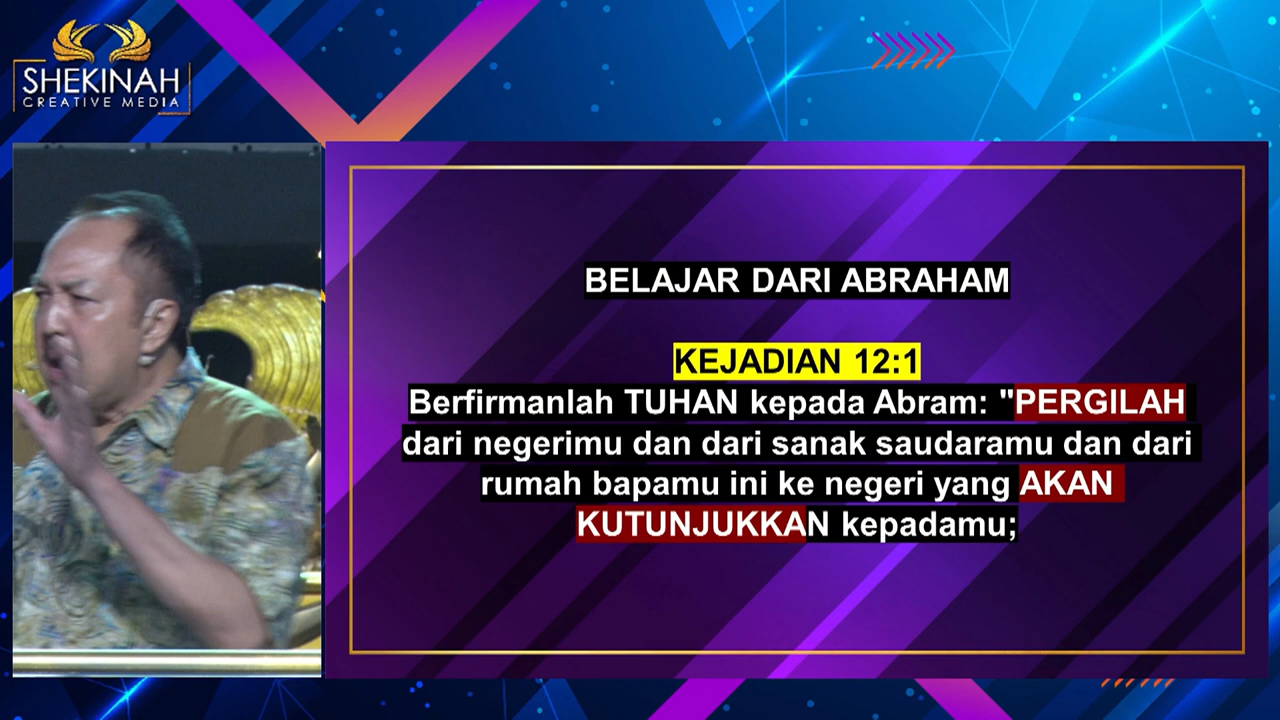 SHEKINAH
CREATIVE MEDIA
BELAJAR DARI ABRAHAM
KEJADIAN 12:1
Berfirmanlah TUHAN kepada Abram: "PERGILAH
dari negerimu dan dari sanak saudaramu dan dari
rumah bapamu ini ke negeri yang AKAN
KUTUNJUKKAN kepadamu;